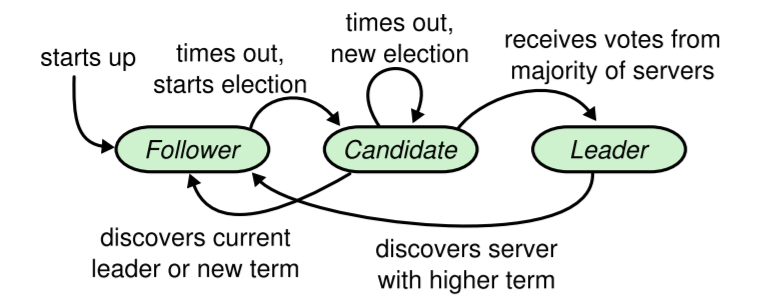 starts up
times out,
starts election
times out,
new election
receives votes from
majority of servers
Follower
Candidate
Leader
discovers current
leader or new term
discovers server
with higher term